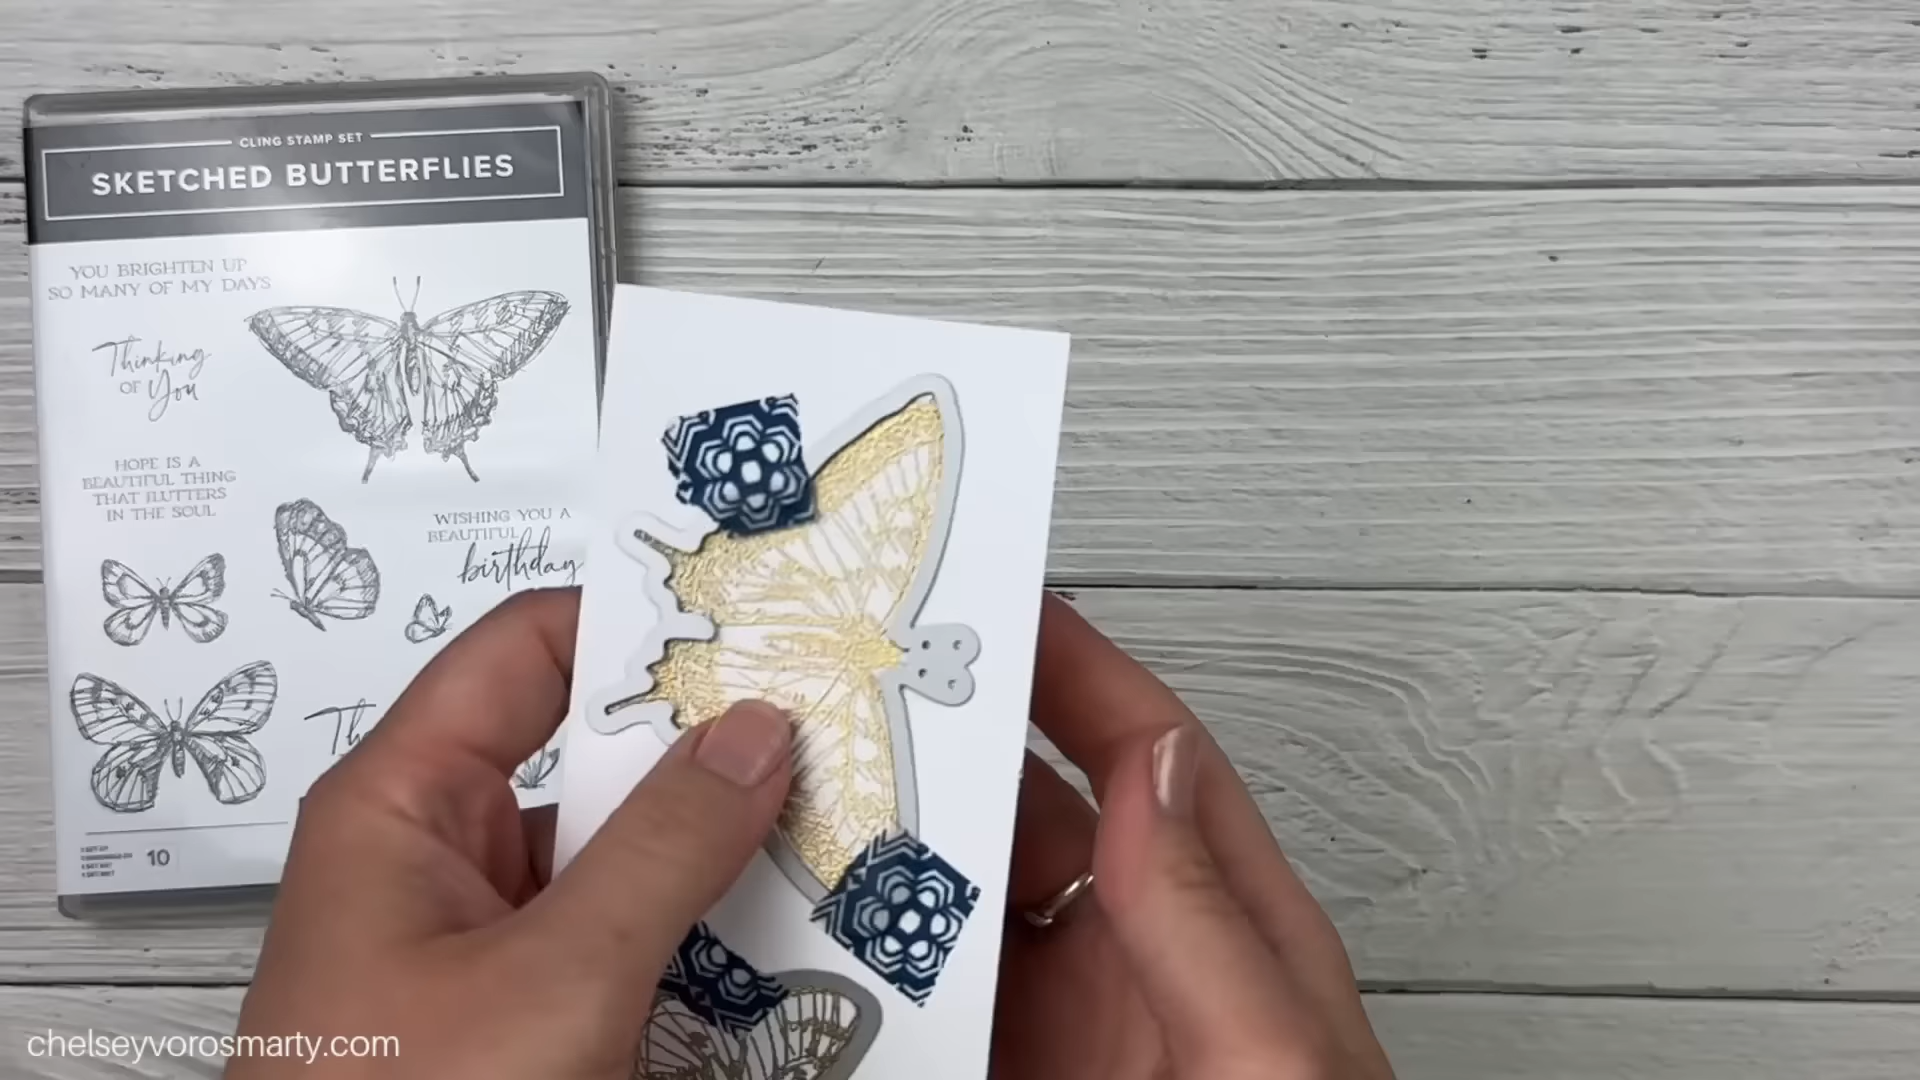 CLING STAMP SET
SKETCHED BUTTERFLIES
YOU BRIGHTEN UP
SO MANY OF MY DAYS
Thinking
OF You
HOPE IS A
BEAUTIFUL THING
THAT FLUTTERS
IN THE SOUL
WISHING YOU A
BEAUTIFUL
birthday
10
chelseyvorosmarty.com